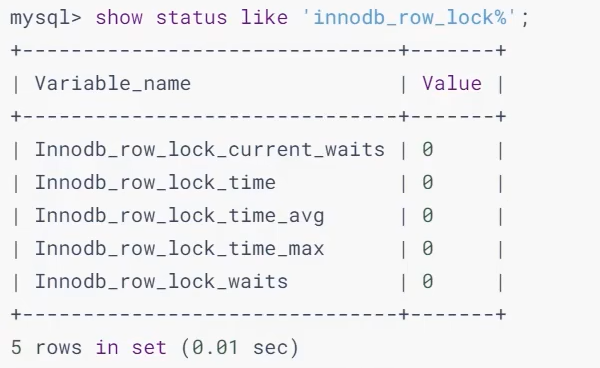 mysql> show status like 'innodb_row_lock%';
+-------------------------------+-------+
| Variable_name                 | Value |
+-------------------------------+-------+
| Innodb_row_lock_current_waits | 0     |
| Innodb_row_lock_time          | 0     |
| Innodb_row_lock_time_avg      | 0     |
| Innodb_row_lock_time_max      | 0     |
| Innodb_row_lock_waits         | 0     |
+-------------------------------+-------+
5 rows in set (0.01 sec)